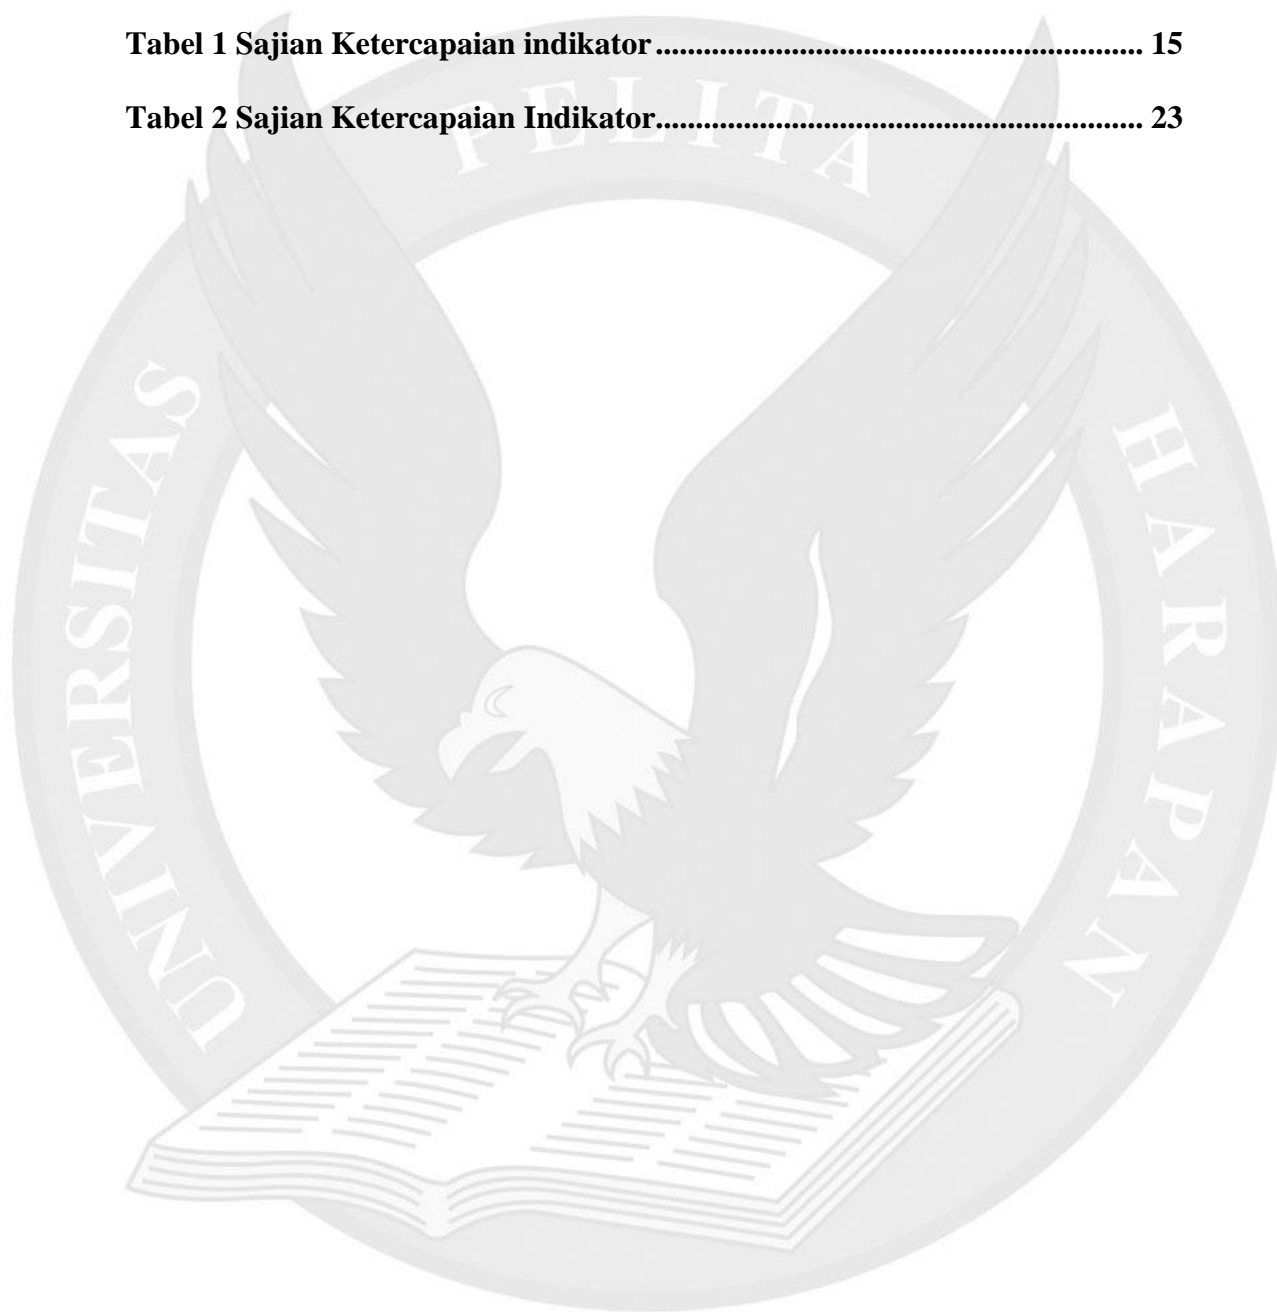 Tabel 1 Sajian Ketercapaian indikator ............................................................. 15
Tabel 2 Sajian Ketercapaian Indikator............................................................. 23
UNIVERSITAS PELITA HARAPAN